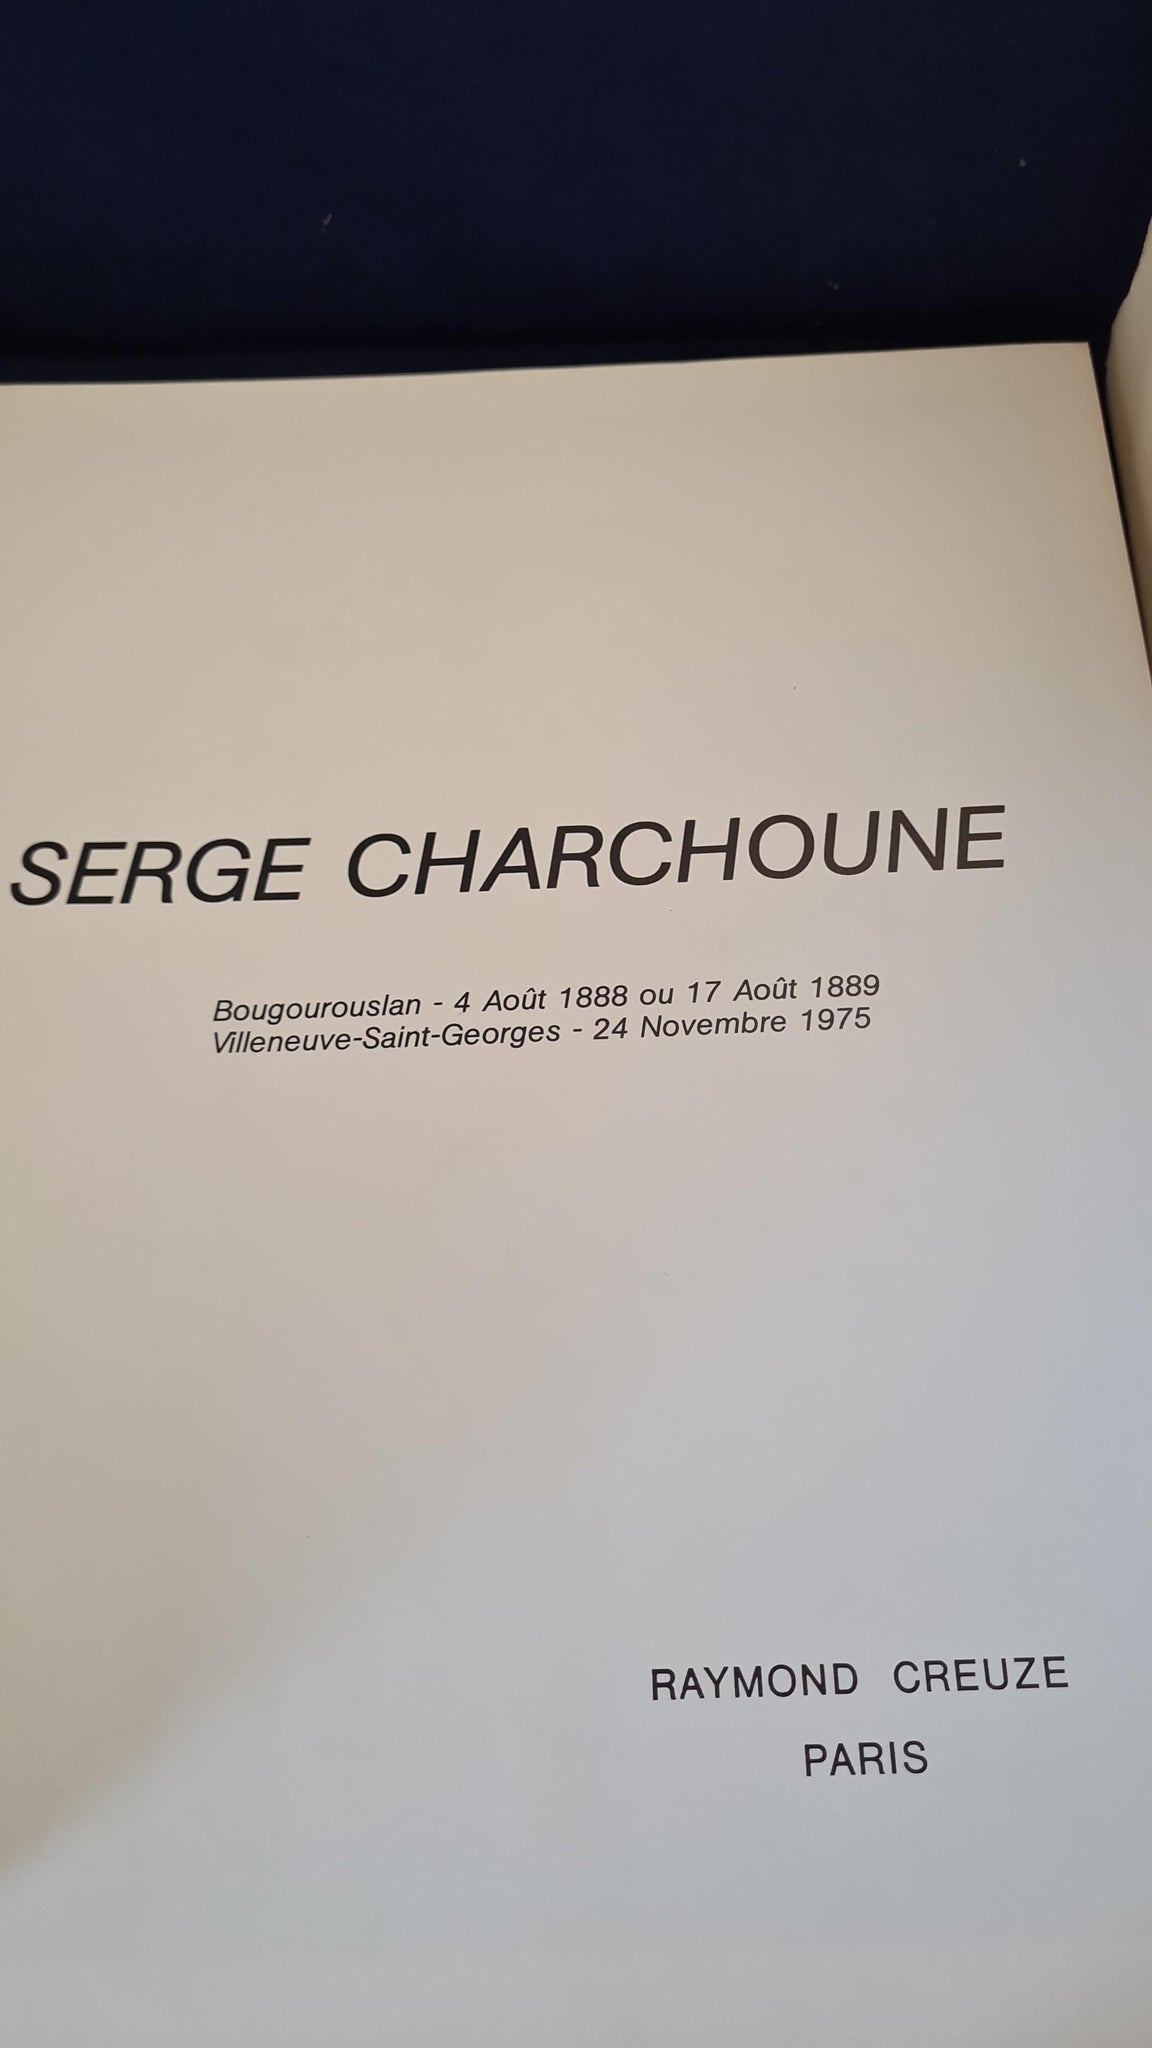 SERGE CHARCHOUNE
Bougourouslan - 4 Août 1888 ou 17 Août 1889
Villeneuve-Saint-Georges - 24 Novembre 1975
RAYMOND CREUZE
PARIS